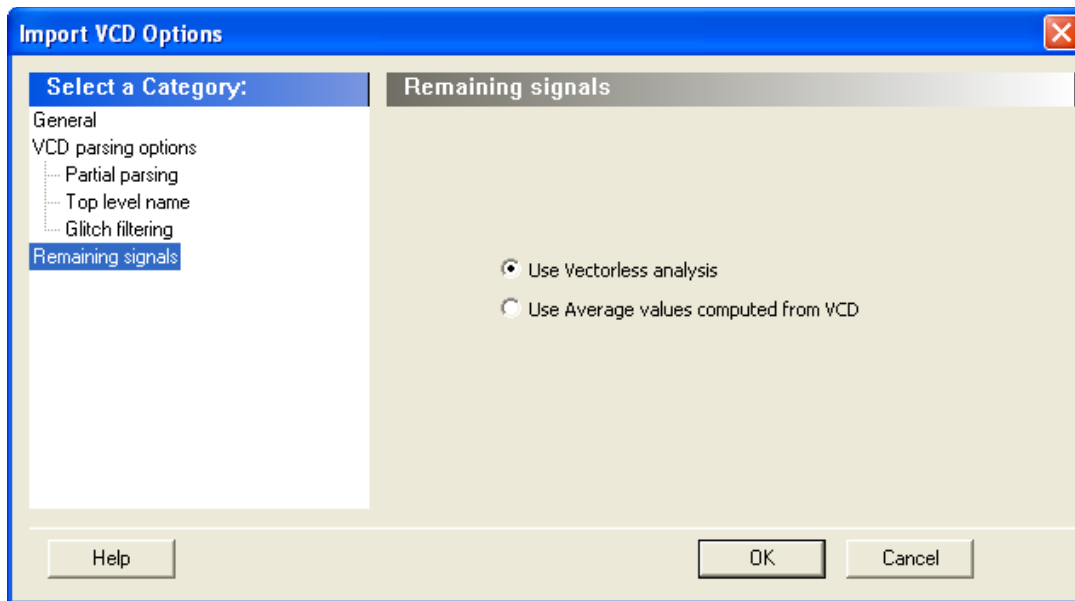 Import VCD Options
Select a Category:
General
VCD parsing options
Partial parsing
Top level name
Glitch filtering
Remaining signals
Remaining signals
Use Vectorless analysis
Use Average values computed from VCD
Help
OK
Cancel